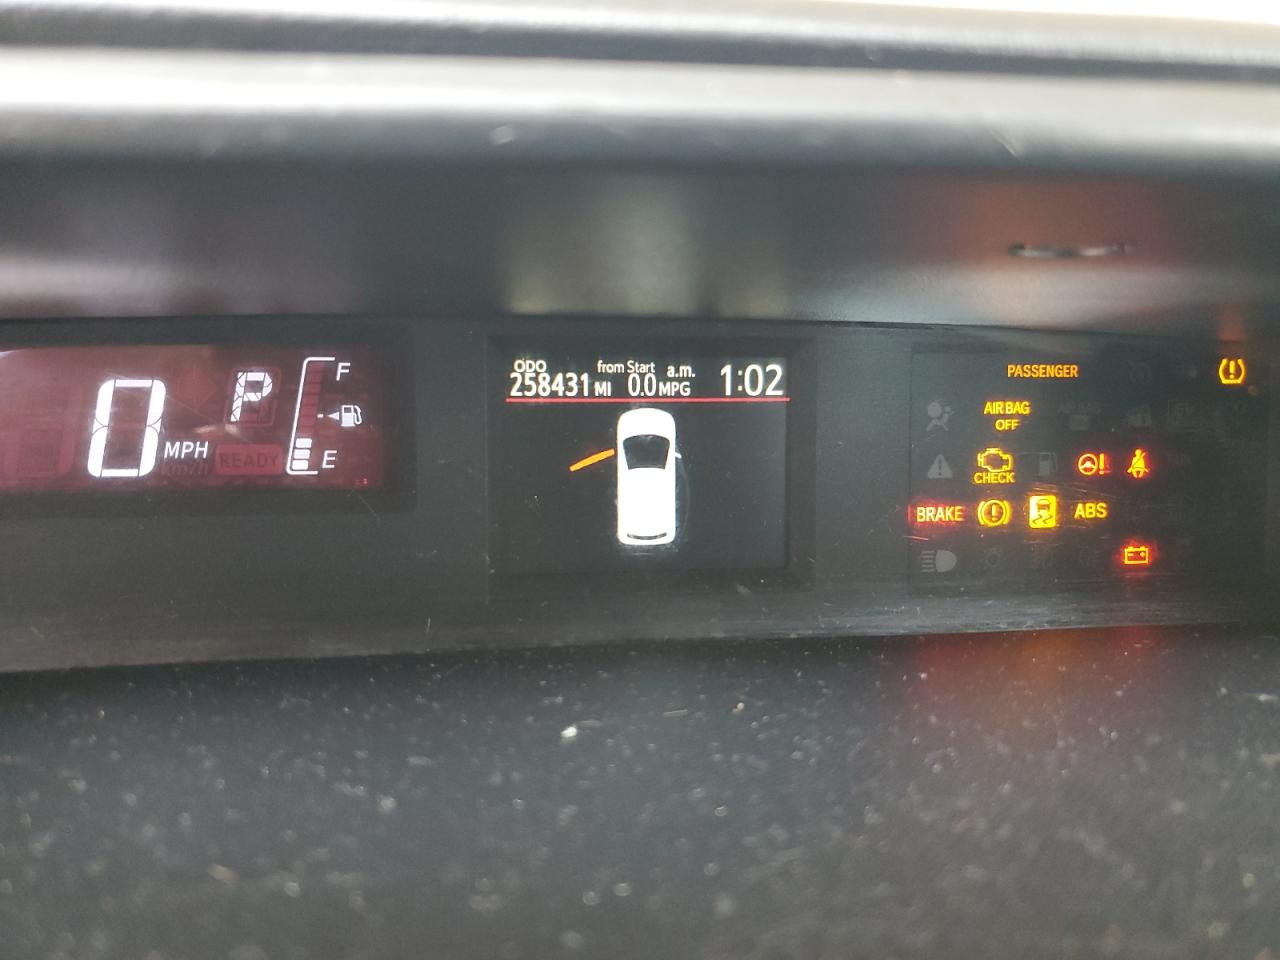 0 MPH
km/h
P
READY
F
E
ODO from Start a.m.
258431 MI 0.0 MPG 1:02
PASSENGER
AIR BAG
OFF
CHECK
BRAKE
ABS